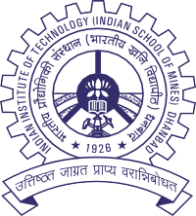 INDIAN INSTITUTE OF TECHNOLOGY (INDIAN SCHOOL OF MINES) DHANBAD
भारतीय प्रौद्योगिकी संस्थान (भारतीय खनि विद्यापीठ) धनबाद
1926
उत्तिष्ठत जाग्रत प्राप्य वरान्निबोधत